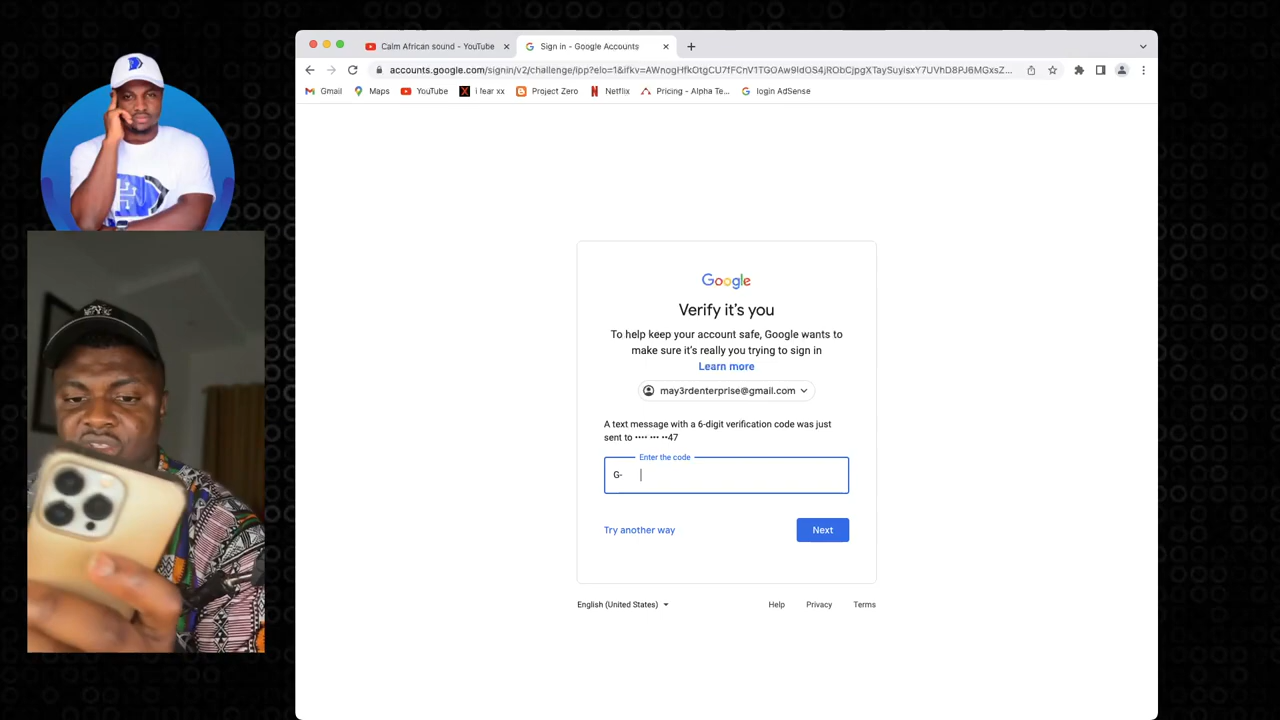 Calm African sound - YouTube
Sign in - Google Accounts
accounts.google.com/signin/v2/challenge/ipp?elo=1&ifkv=
Gmail
Maps
YouTube
i fear xx
Project Zero
Netflix
Pricing - Alpha Te...
login AdSense
Google
Verify it's you
To help keep your account safe, Google wants to
make sure it's really you trying to sign in
Learn more
may3rdenterprise@gmail.com
A text message with a 6-digit verification code was just
sent to •••• ••• ••47
Enter the code
G-
Try another way
Next
English (United States)
Help
Privacy
Terms